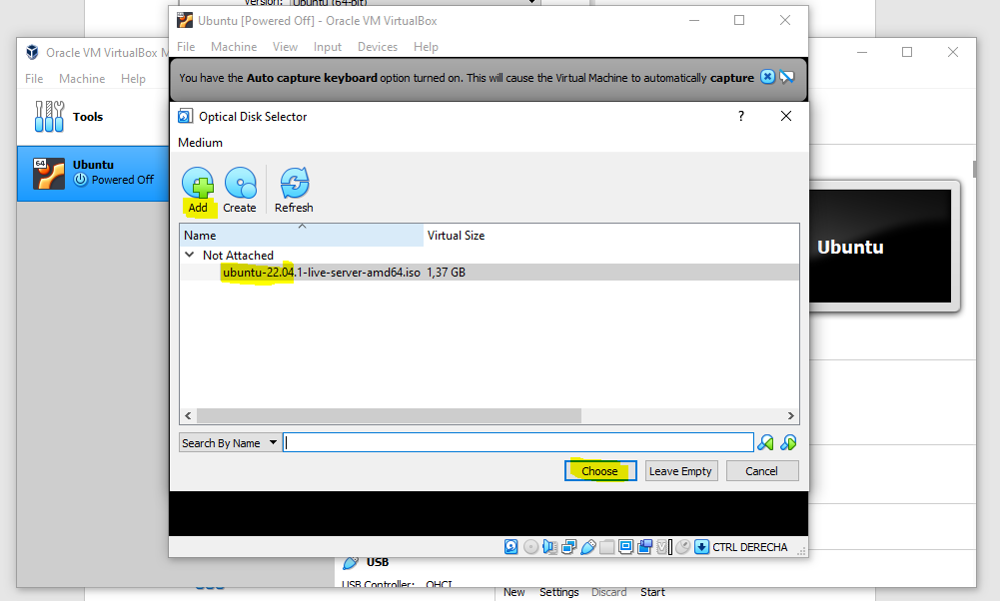 Version: Ubuntu (64-bit)
Ubuntu [Powered Off] - Oracle VM VirtualBox
File Machine View Input Devices Help
Oracle VM VirtualBox M
File Machine Help
You have the Auto capture keyboard option turned on. This will cause the Virtual Machine to automatically capture
Tools
64
Ubuntu
Powered Off
Optical Disk Selector
?
Medium
Add Create Refresh
Name Virtual Size
Not Attached
ubuntu-22.04.1-live-server-amd64.iso 1,37 GB
Ubuntu
Search By Name
Choose Leave Empty Cancel
CTRL DERECHA
USB
USB Controller: OHCI
New Settings Discard Start